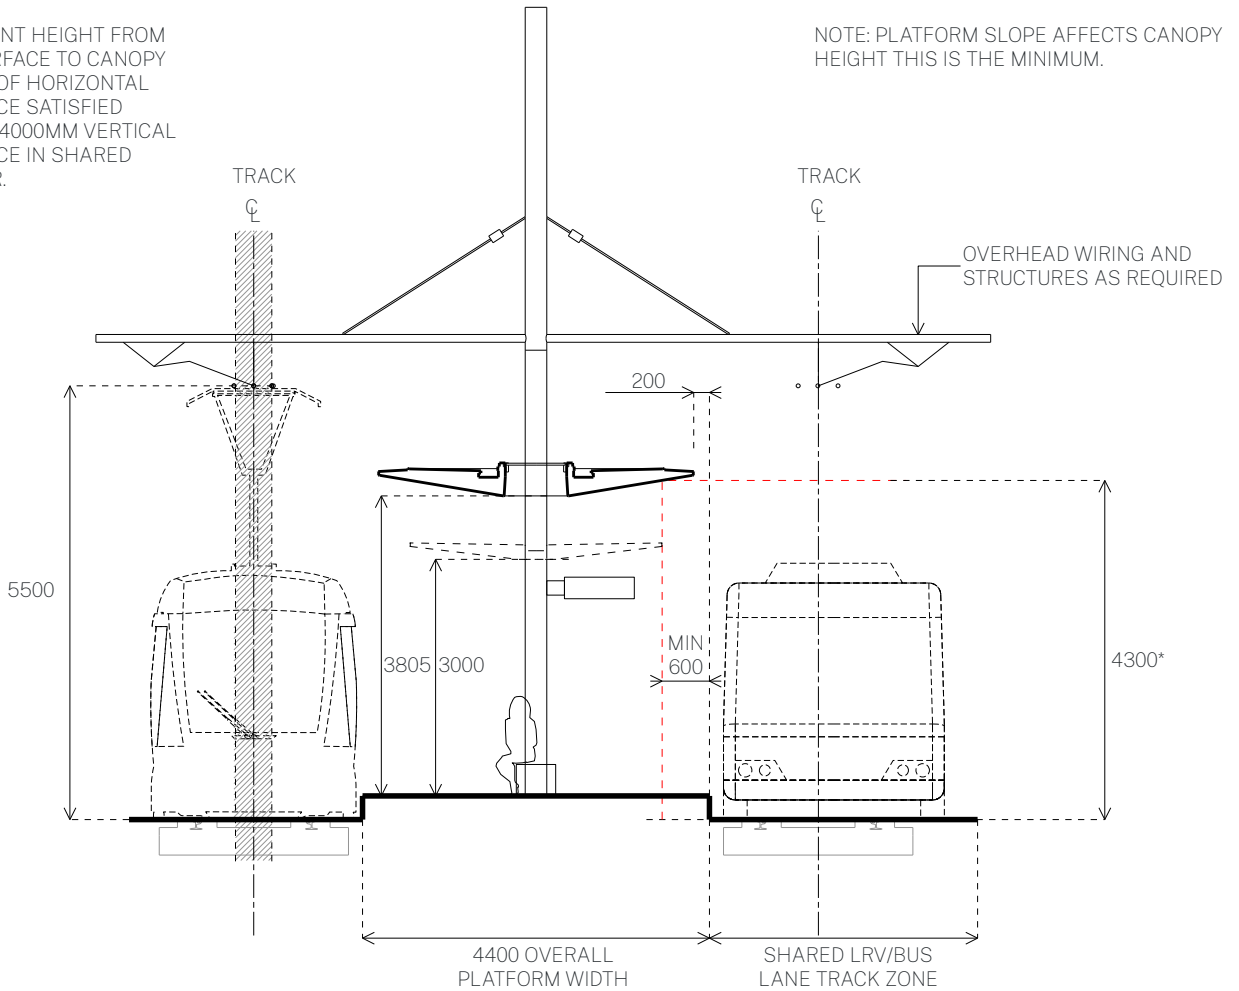 NT HEIGHT FROM
RFACE TO CANOPY
OF HORIZONTAL
CE SATISFIED
4000MM VERTICAL
CE IN SHARED
R.
NOTE: PLATFORM SLOPE AFFECTS CANOPY
HEIGHT THIS IS THE MINIMUM.
TRACK
CL
TRACK
CL
OVERHEAD WIRING AND
STRUCTURES AS REQUIRED
200
5500
3805
3000
MIN
600
4300*
4400 OVERALL
PLATFORM WIDTH
SHARED LRV/BUS
LANE TRACK ZONE